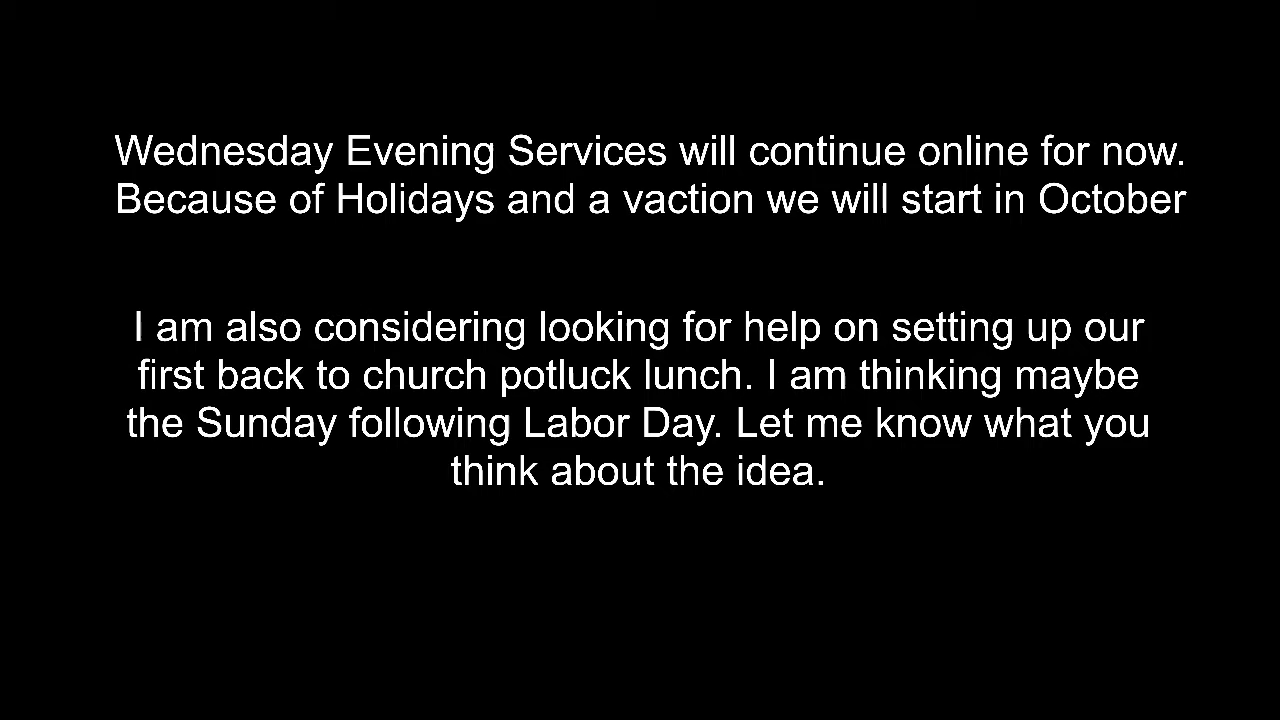 Wednesday Evening Services will continue online for now.
Because of Holidays and a vaction we will start in October
I am also considering looking for help on setting up our
first back to church potluck lunch. I am thinking maybe
the Sunday following Labor Day. Let me know what you
think about the idea.